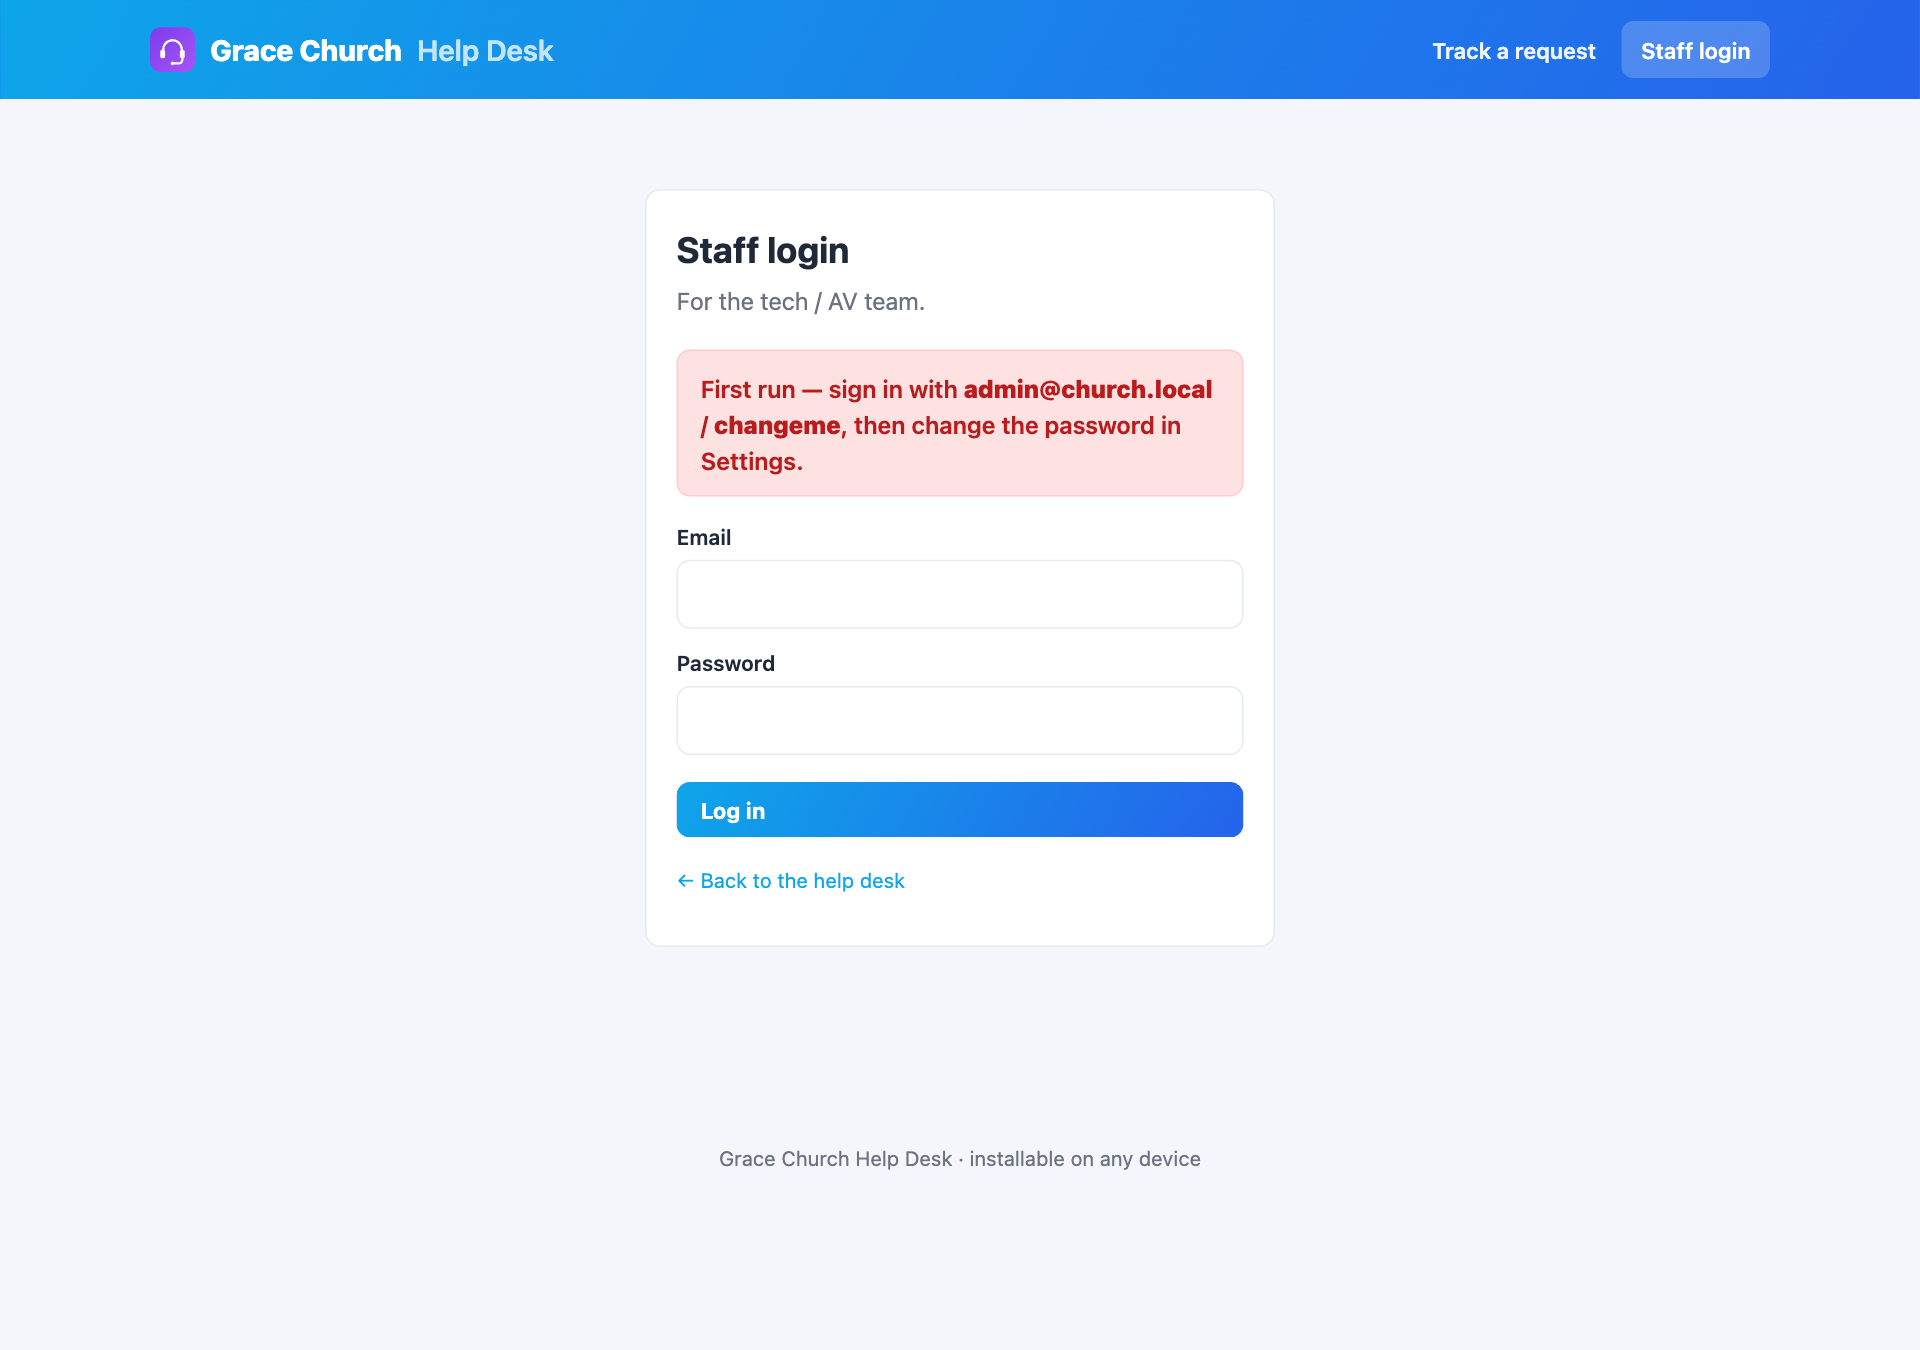 Grace Church Help Desk
Track a request
Staff login
Staff login
For the tech / AV team.
First run — sign in with admin@church.local
/ changeme, then change the password in
Settings.
Email
Password
Log in
← Back to the help desk
Grace Church Help Desk · installable on any device